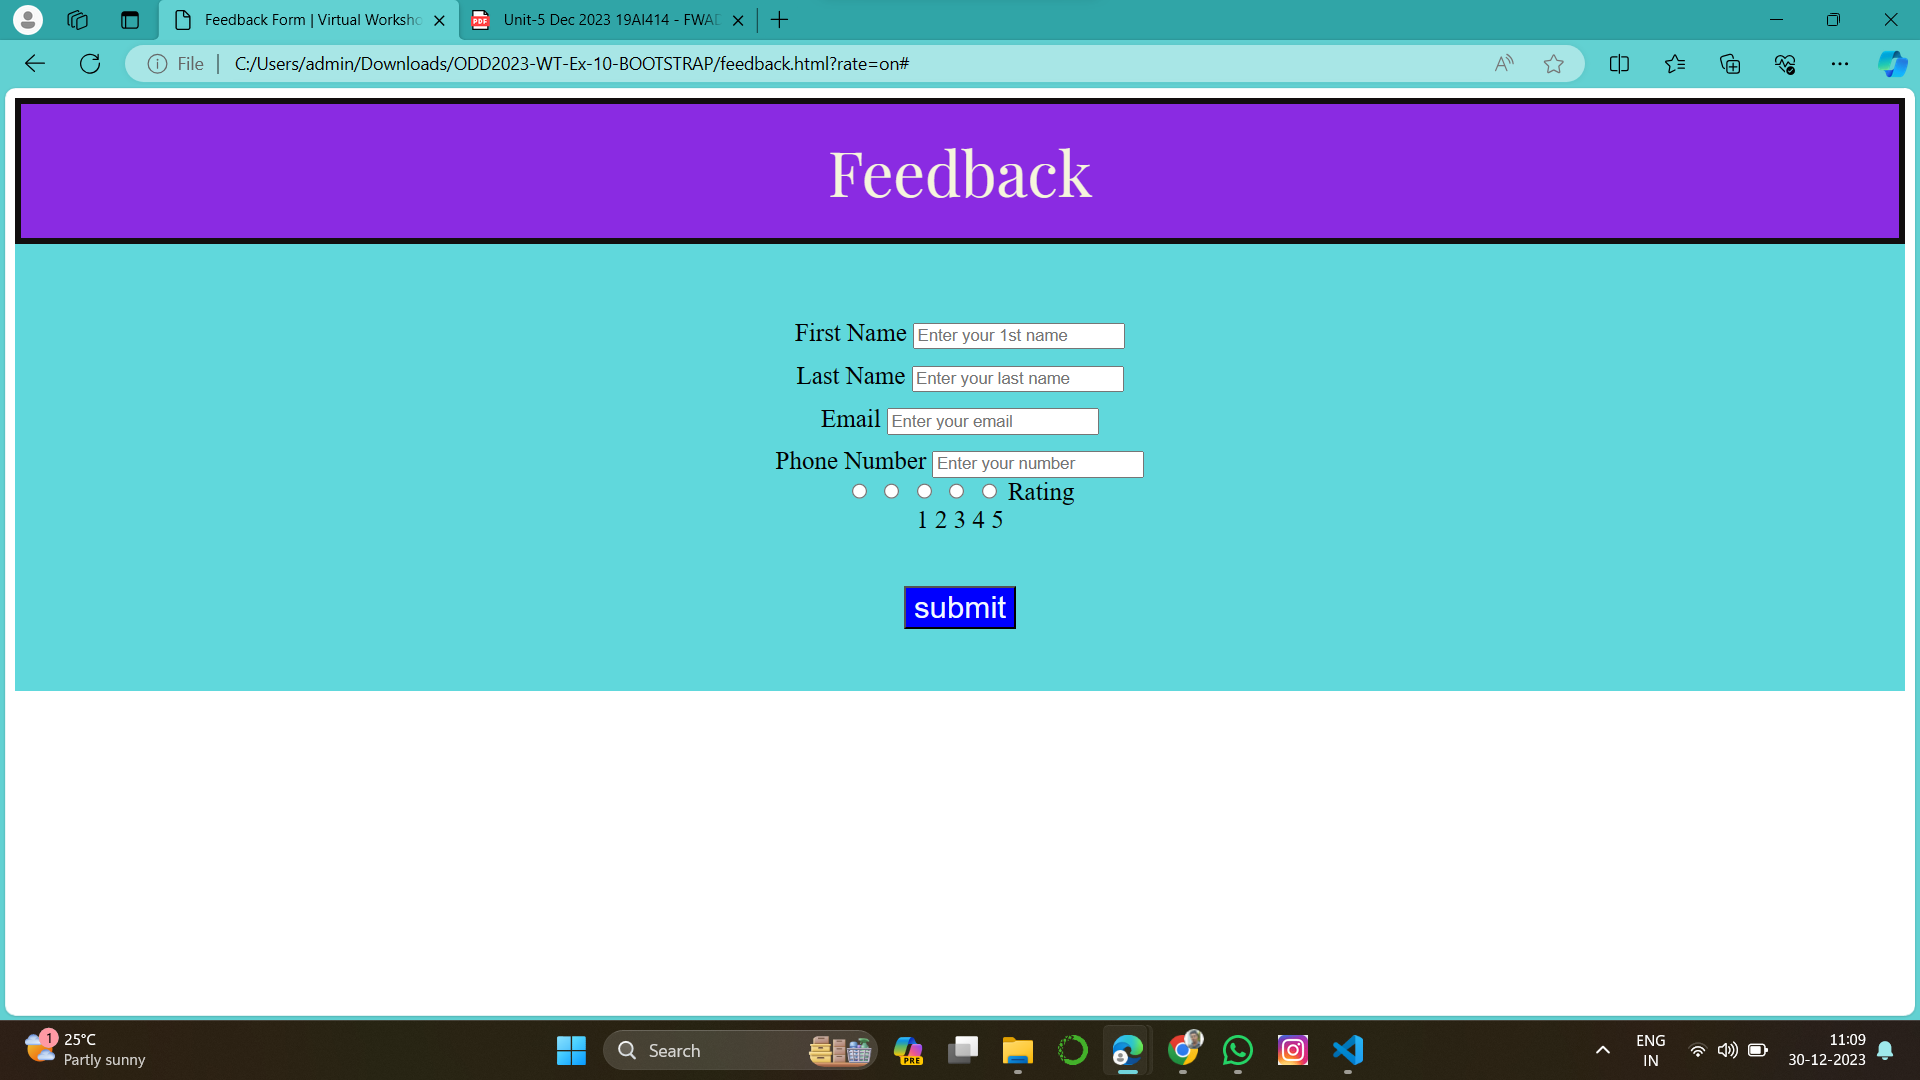 Feedback Form | Virtual Worksho
Unit-5 Dec 2023 19AI414 - FWAD
File
C:/Users/admin/Downloads/ODD2023-WT-Ex-10-BOOTSTRAP/feedback.html?rate=on#
Feedback
First Name Enter your 1st name
Last Name Enter your last name
Email Enter your email
Phone Number Enter your number
Rating
1 2 3 4 5
submit
1
25°C
Partly sunny
Search
PRE
ENG
IN
11:09
30-12-2023